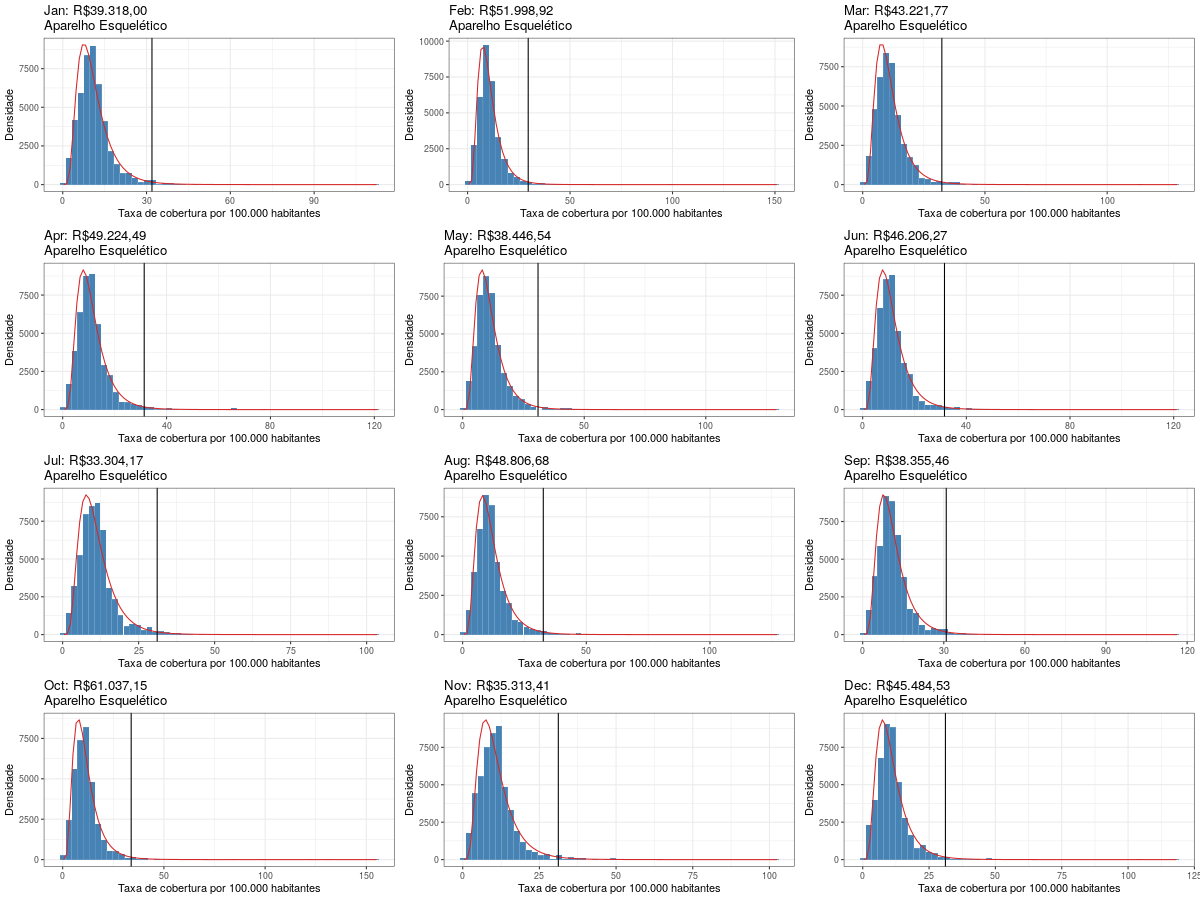 Jan: R$39.318,00
Aparelho Esquelético
Densidade
7500
5000
2500
0
0
30
60
90
Taxa de cobertura por 100.000 habitantes
Feb: R$51.998,92
Aparelho Esquelético
Densidade
10000
7500
5000
2500
0
0
50
100
150
Taxa de cobertura por 100.000 habitantes
Mar: R$43.221,77
Aparelho Esquelético
Densidade
7500
5000
2500
0
0
50
100
Taxa de cobertura por 100.000 habitantes
Apr: R$49.224,49
Aparelho Esquelético
Densidade
7500
5000
2500
0
0
40
80
120
Taxa de cobertura por 100.000 habitantes
May: R$38.446,54
Aparelho Esquelético
Densidade
7500
5000
2500
0
0
50
100
Taxa de cobertura por 100.000 habitantes
Jun: R$46.206,27
Aparelho Esquelético
Densidade
7500
5000
2500
0
0
40
80
120
Taxa de cobertura por 100.000 habitantes
Jul: R$33.304,17
Aparelho Esquelético
Densidade
7500
5000
2500
0
0
25
50
75
100
Taxa de cobertura por 100.000 habitantes
Aug: R$48.806,68
Aparelho Esquelético
Densidade
7500
5000
2500
0
0
50
100
Taxa de cobertura por 100.000 habitantes
Sep: R$38.355,46
Aparelho Esquelético
Densidade
7500
5000
2500
0
0
30
60
90
120
Taxa de cobertura por 100.000 habitantes
Oct: R$61.037,15
Aparelho Esquelético
Densidade
7500
5000
2500
0
0
50
100
150
Taxa de cobertura por 100.000 habitantes
Nov: R$35.313,41
Aparelho Esquelético
Densidade
7500
5000
2500
0
0
25
50
75
100
Taxa de cobertura por 100.000 habitantes
Dec: R$45.484,53
Aparelho Esquelético
Densidade
7500
5000
2500
0
0
25
50
75
100
125
Taxa de cobertura por 100.000 habitantes